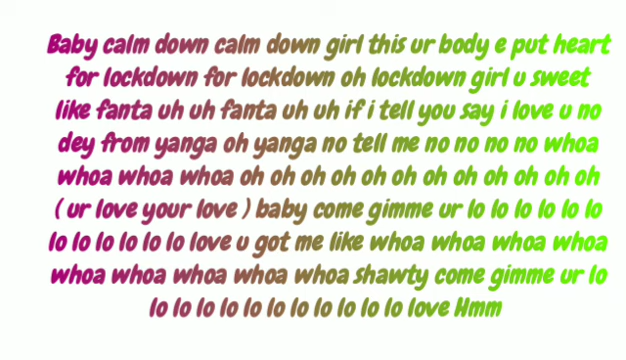 Baby calm down calm down girl this ur body e put heart
for lockdown for lockdown oh lockdown girl u sweet
like fanta uh uh fanta uh uh if i tell you say i love u no
dey from yanga oh yanga no tell me no no no no whoa
whoa whoa whoa oh oh oh oh oh oh oh oh oh oh oh oh
( ur love your love ) baby come gimme ur lo lo lo lo lo lo
lo lo lo lo lo lo love u got me like whoa whoa whoa whoa
whoa whoa whoa whoa whoa shawty come gimme ur lo
lo lo lo lo lo lo lo lo lo lo lo love Hmm